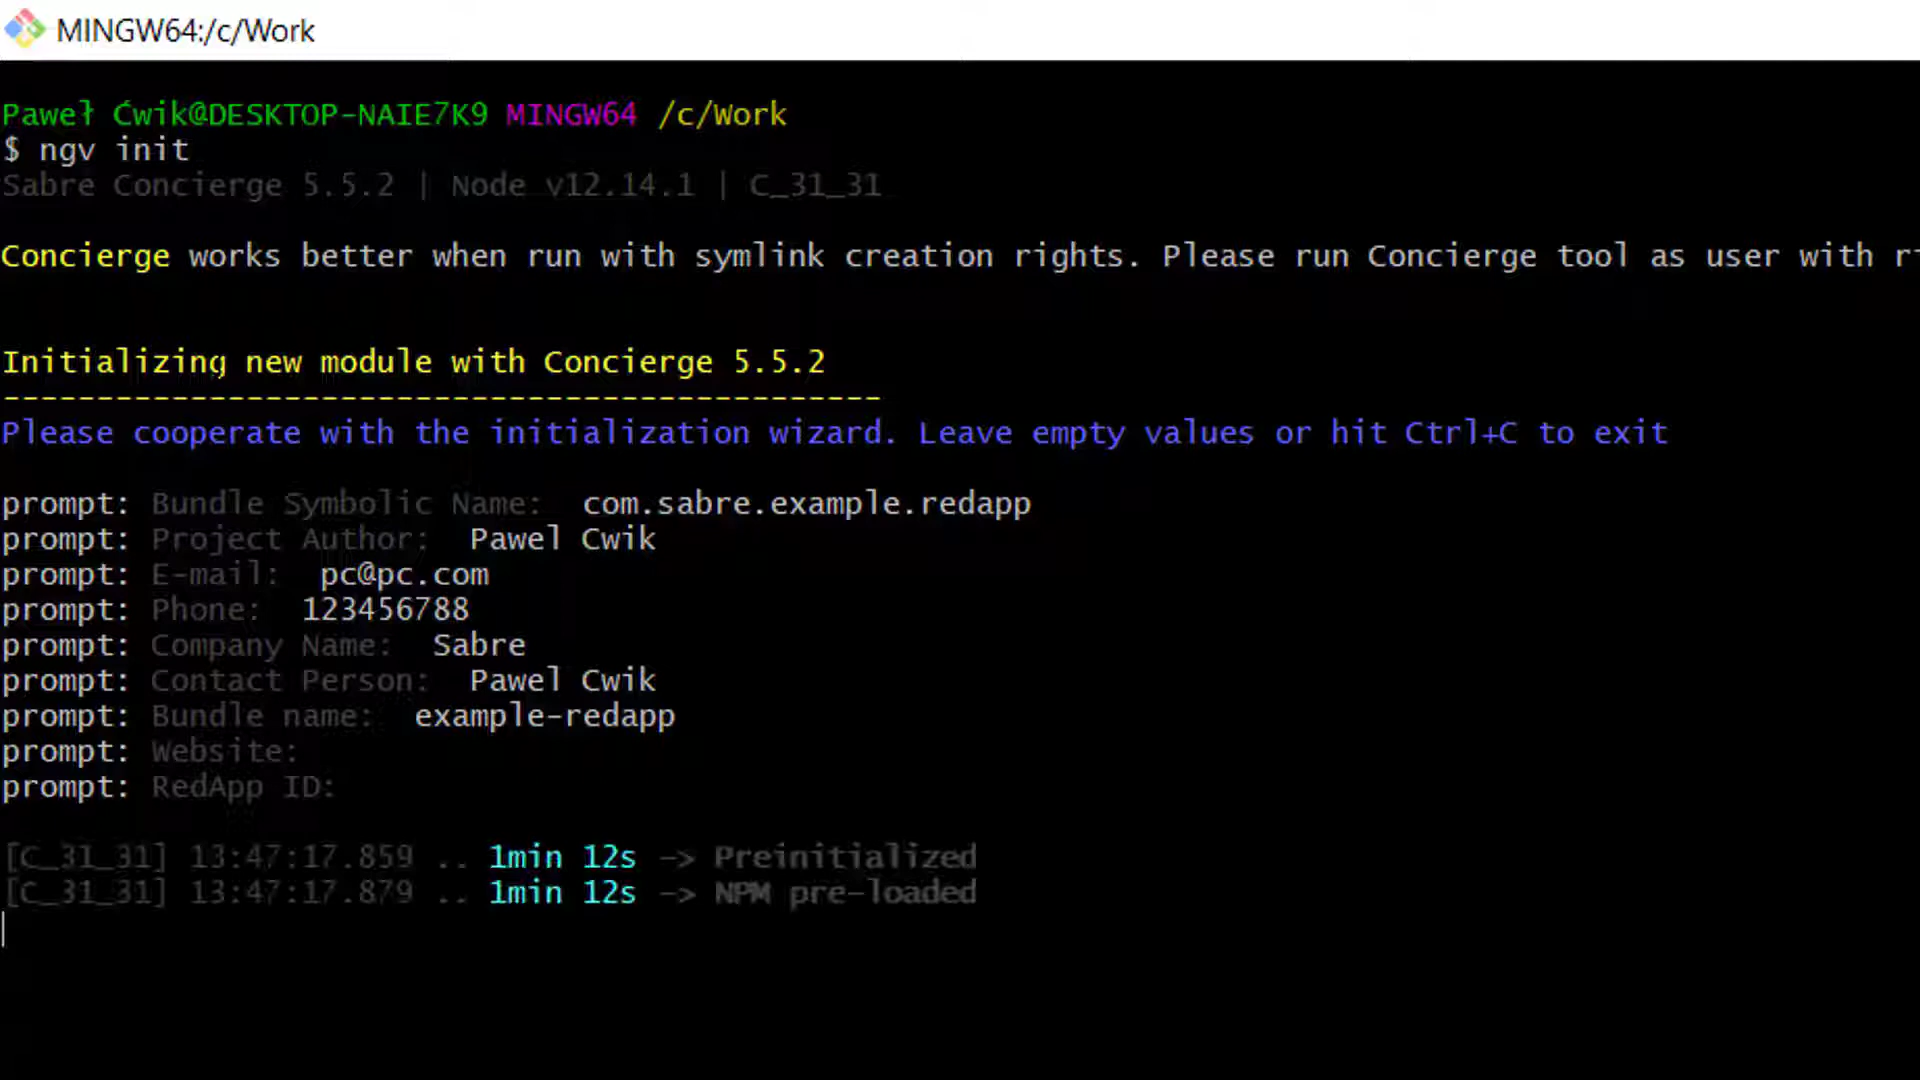 MINGW64:/c/Work
Paweł Ćwik@DESKTOP-NAIE7K9 MINGW64 /c/Work
$ ngv init
Sabre Concierge 5.5.2 | Node v12.14.1 | C_31_31
Concierge works better when run with symlink creation rights. Please run Concierge tool as user with
Initializing new module with Concierge 5.5.2
-----------------------------------------------
Please cooperate with the initialization wizard. Leave empty values or hit Ctrl+C to exit
prompt: Bundle Symbolic Name:  com.sabre.example.redapp
prompt: Project Author:  Pawel Cwik
prompt: E-mail:  pc@pc.com
prompt: Phone:  123456788
prompt: Company Name:  Sabre
prompt: Contact Person:  Pawel Cwik
prompt: Bundle name:  example-redapp
prompt: Website:
prompt: RedApp ID:
[C_31_31] 13:47:17.859 .. 1min 12s -> Preinitialized
[C_31_31] 13:47:17.879 .. 1min 12s -> NPM pre-loaded